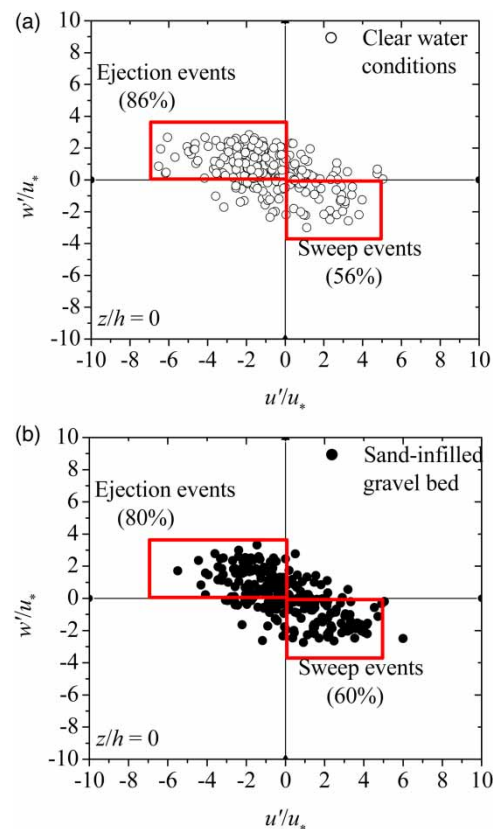 (a)
10
8
6
4
2
0
-2
-4
-6
-8
-10
w'/u*
Clear water
conditions
Ejection events
(86%)
Sweep events
(56%)
z/h = 0
-10 -8 -6 -4 -2 0 2 4 6 8 10
u'/u*
(b)
10
8
6
4
2
0
-2
-4
-6
-8
-10
w'/u*
Sand-infilled
gravel bed
Ejection events
(80%)
Sweep events
(60%)
z/h = 0
-10 -8 -6 -4 -2 0 2 4 6 8 10
u'/u*